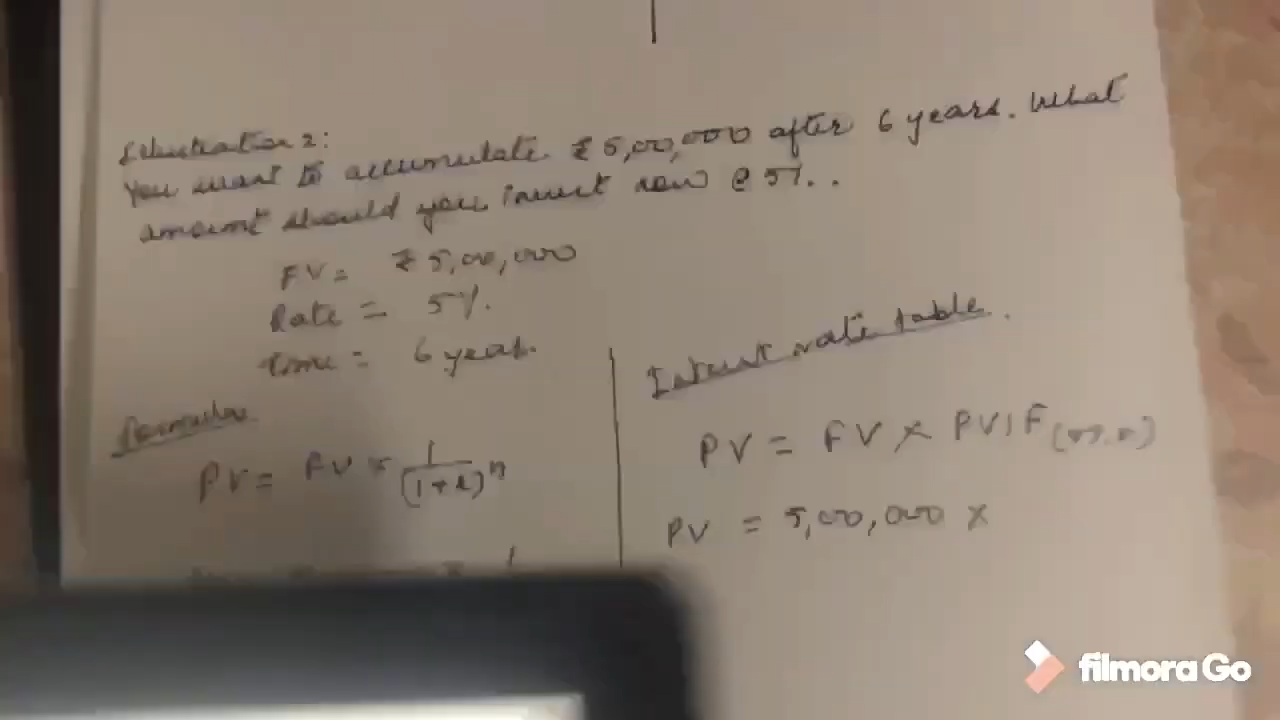 Illustration 2:
You want to accumulate ₹ 5,00,000 after 6 years. What
amount should you invest now @ 5%..
FV = ₹ 5,00,000
Rate = 5%.
Time = 6 years.
Formula
PV = FV × 1/(1+r)^n
Interest rate table.
PV = FV × PVIF (r%, n)
PV = 5,00,000 ×
filmora Go